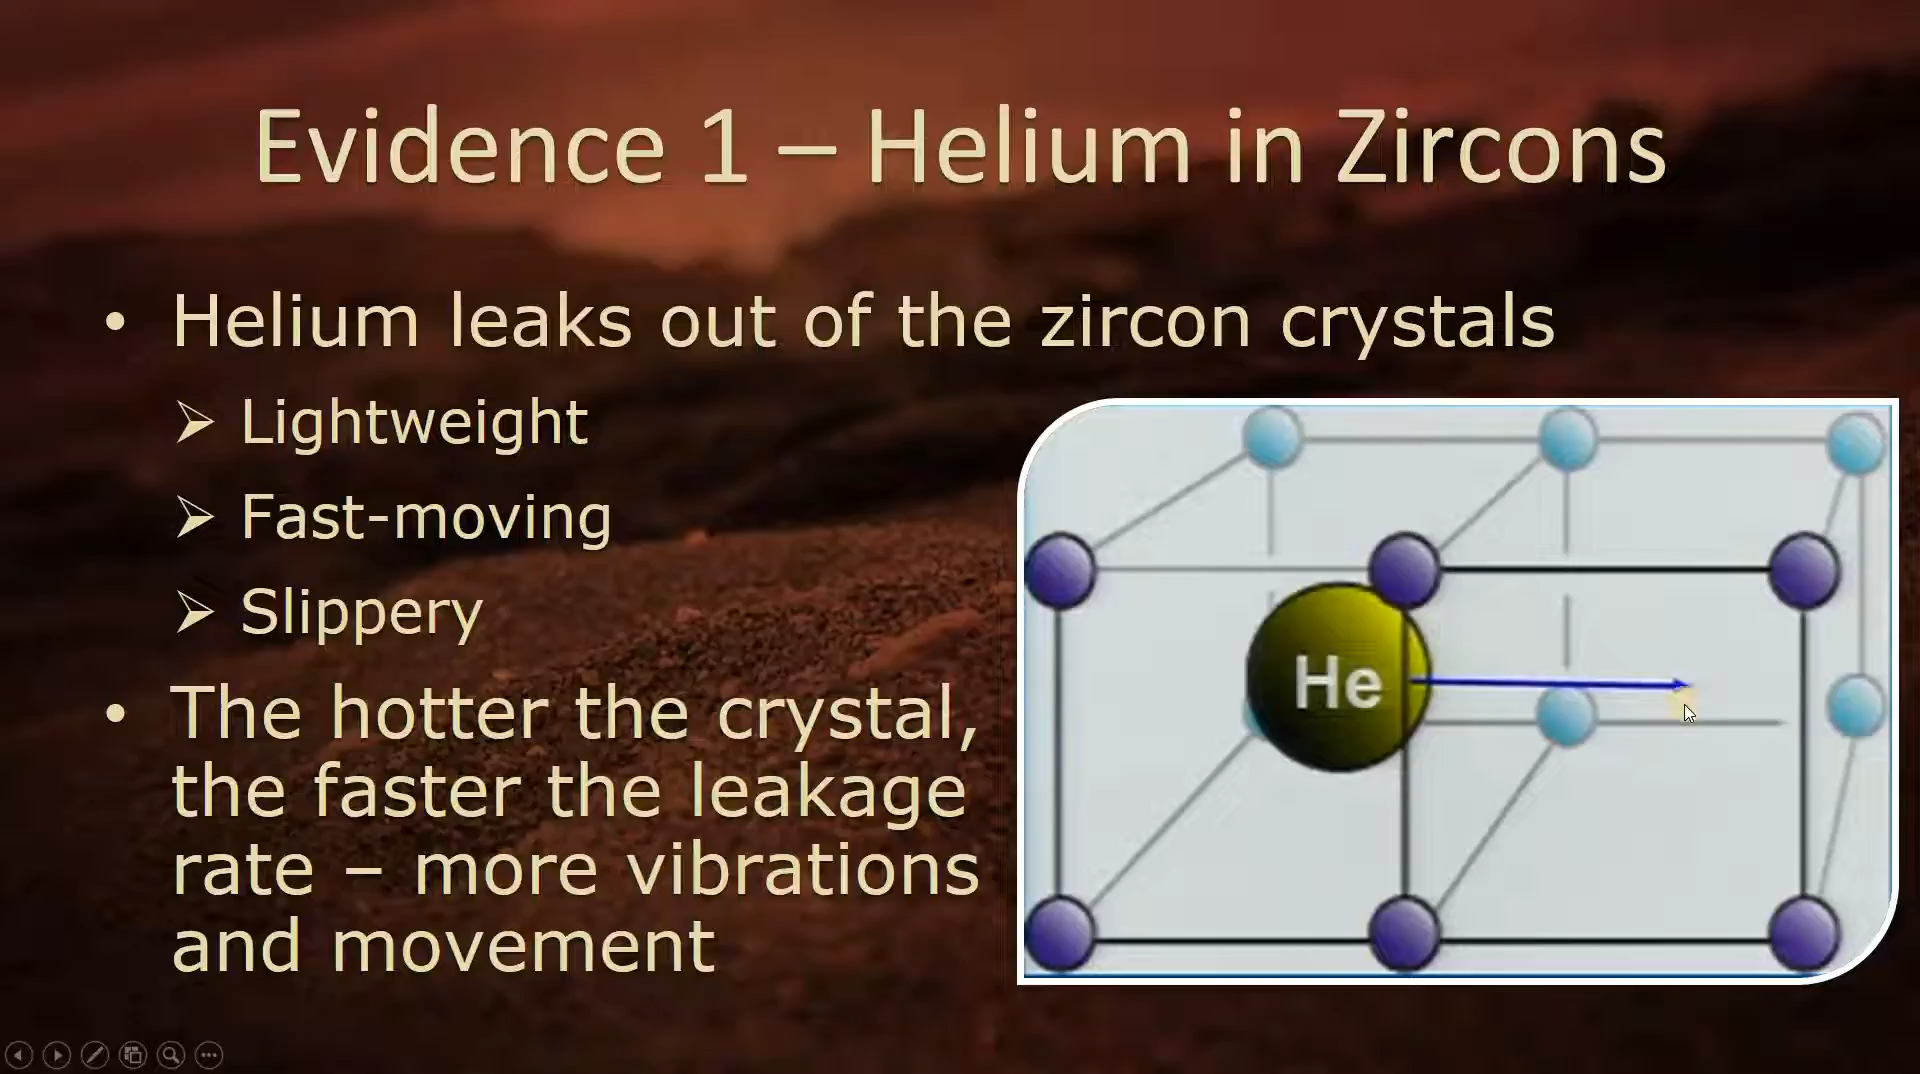 Evidence 1 – Helium in Zircons
• Helium leaks out of the zircon crystals
➢ Lightweight
➢ Fast-moving
➢ Slippery
• The hotter the crystal,
the faster the leakage
rate – more vibrations
and movement
He